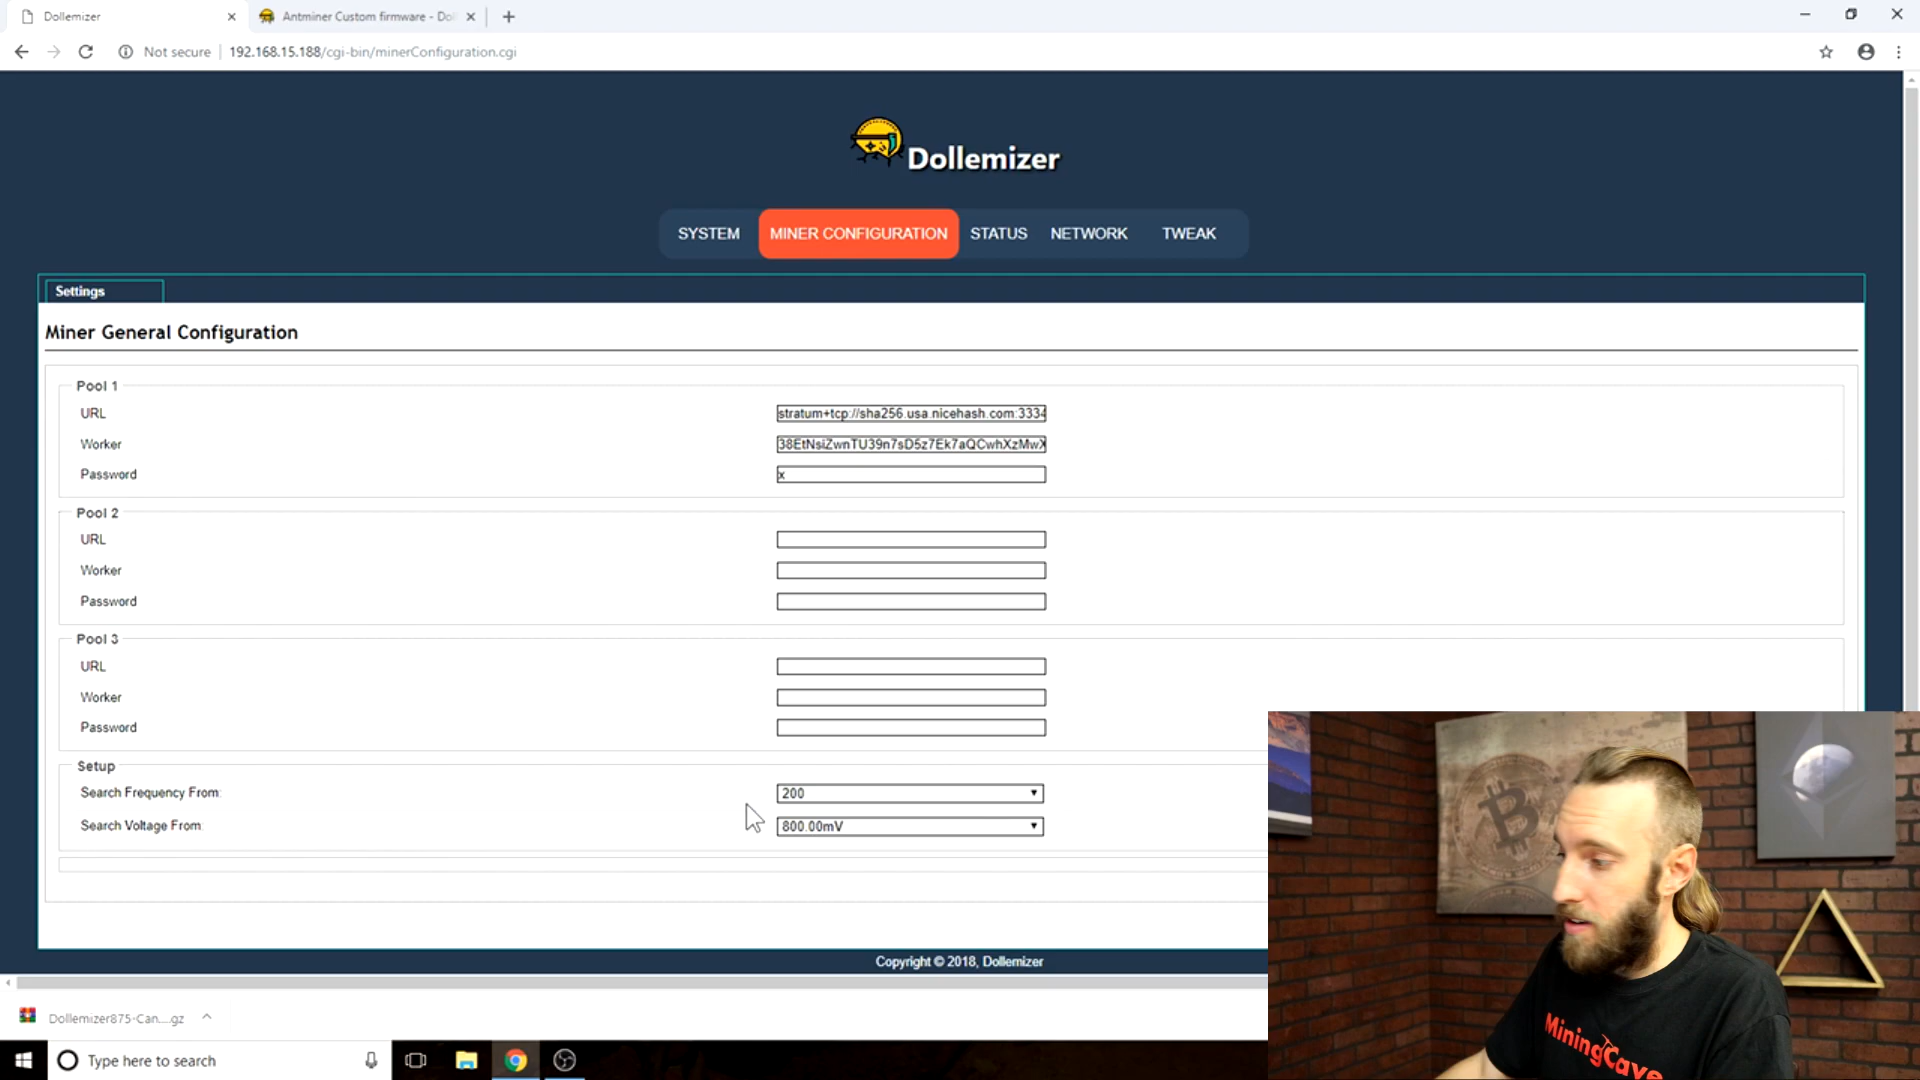 Dollemizer
Antminer Custom firmware - Dol
Not secure
192.168.15.188/cgi-bin/minerConfiguration.cgi
Dollemizer
SYSTEM
MINER CONFIGURATION
STATUS
NETWORK
TWEAK
Settings
Miner General Configuration
Pool 1
URL
stratum+tcp://sha256.usa.nicehash.com:3334
Worker
38EtNsiZwnTU39n7sD5z7Ek7aQCwhXzMwX
Password
x
Pool 2
URL
Worker
Password
Pool 3
URL
Worker
Password
Setup
Search Frequency From:
200
Search Voltage From
800.00mV
Copyright © 2018, Dollemizer
Dollemizer875-Can....gz
Type here to search
MiningCave